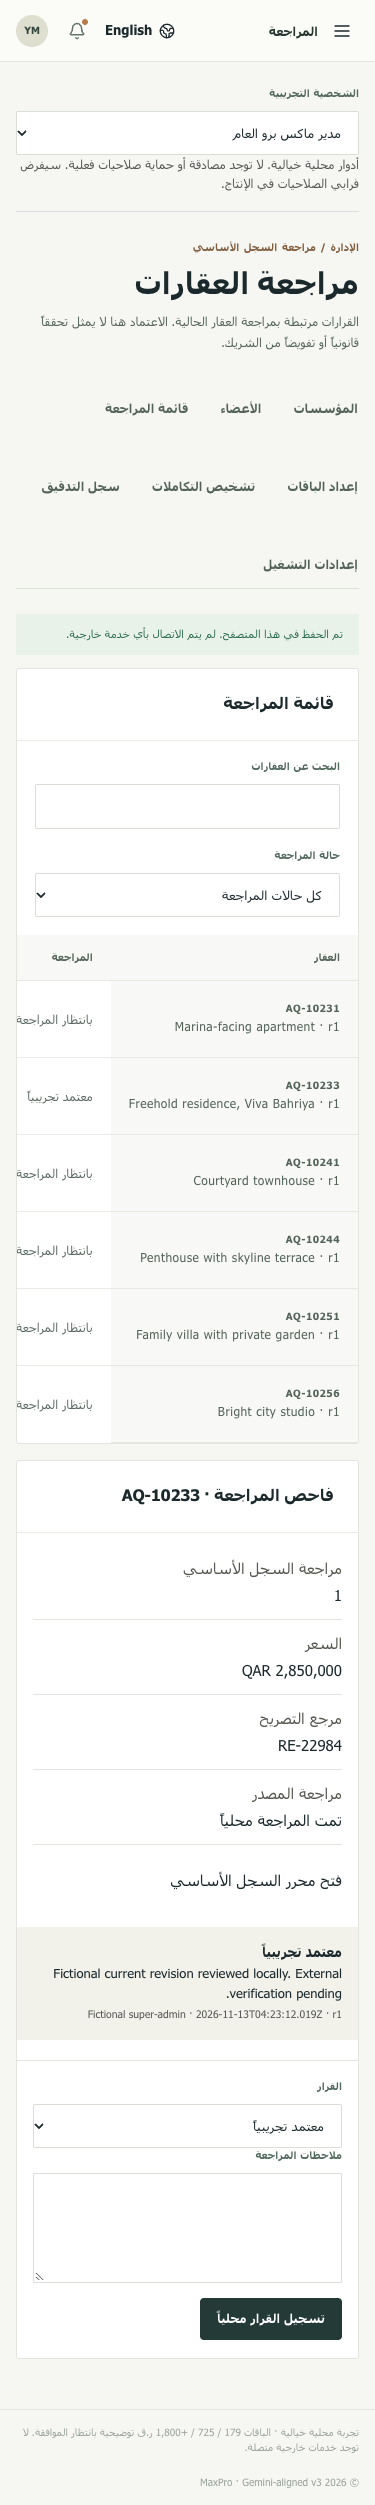 المراجعة
English
YM
الشخصية التجريبية
مدير ماكس برو العام
أدوار محلية خيالية. لا توجد مصادقة أو حماية صلاحيات فعلية. سيفرض
فرابي الصلاحيات في الإنتاج.
الإدارة / مراجعة السجل الأساسي
مراجعة العقارات
القرارات مرتبطة بمراجعة العقار الحالية. الاعتماد هنا لا يمثل تحققاً
قانونياً أو تفويضاً من الشريك.
المؤسسات الأعضاء قائمة المراجعة
إعداد الباقات تشخيص التكاملات سجل التدقيق
إعدادات التشغيل
تم الحفظ في هذا المتصفح. لم يتم الاتصال بأي خدمة خارجية.
قائمة المراجعة
البحث عن العقارات
حالة المراجعة
كل حالات المراجعة
العقار المراجعة
AQ-10231
Marina-facing apartment · r1
بانتظار المراجعة
AQ-10233
Freehold residence, Viva Bahriya · r1
معتمد تجريبياً
AQ-10241
Courtyard townhouse · r1
بانتظار المراجعة
AQ-10244
Penthouse with skyline terrace · r1
بانتظار المراجعة
AQ-10251
Family villa with private garden · r1
بانتظار المراجعة
AQ-10256
Bright city studio · r1
بانتظار المراجعة
فاحص المراجعة · AQ-10233
مراجعة السجل الأساسي
1
السعر
QAR 2,850,000
مرجع التصريح
RE-22984
مراجعة المصدر
تمت المراجعة محلياً
فتح محرر السجل الأساسي
معتمد تجريبياً
Fictional current revision reviewed locally. External
verification pending.
Fictional super-admin · 2026-11-13T04:23:12.019Z · r1
القرار
معتمد تجريبياً
ملاحظات المراجعة
تسجيل القرار محلياً
تجربة محلية خيالية · الباقات 179 / 725 / +1,800 ر.ق توضيحية بانتظار الموافقة. لا
توجد خدمات خارجية متصلة.
© 2026 MaxPro · Gemini-aligned v3